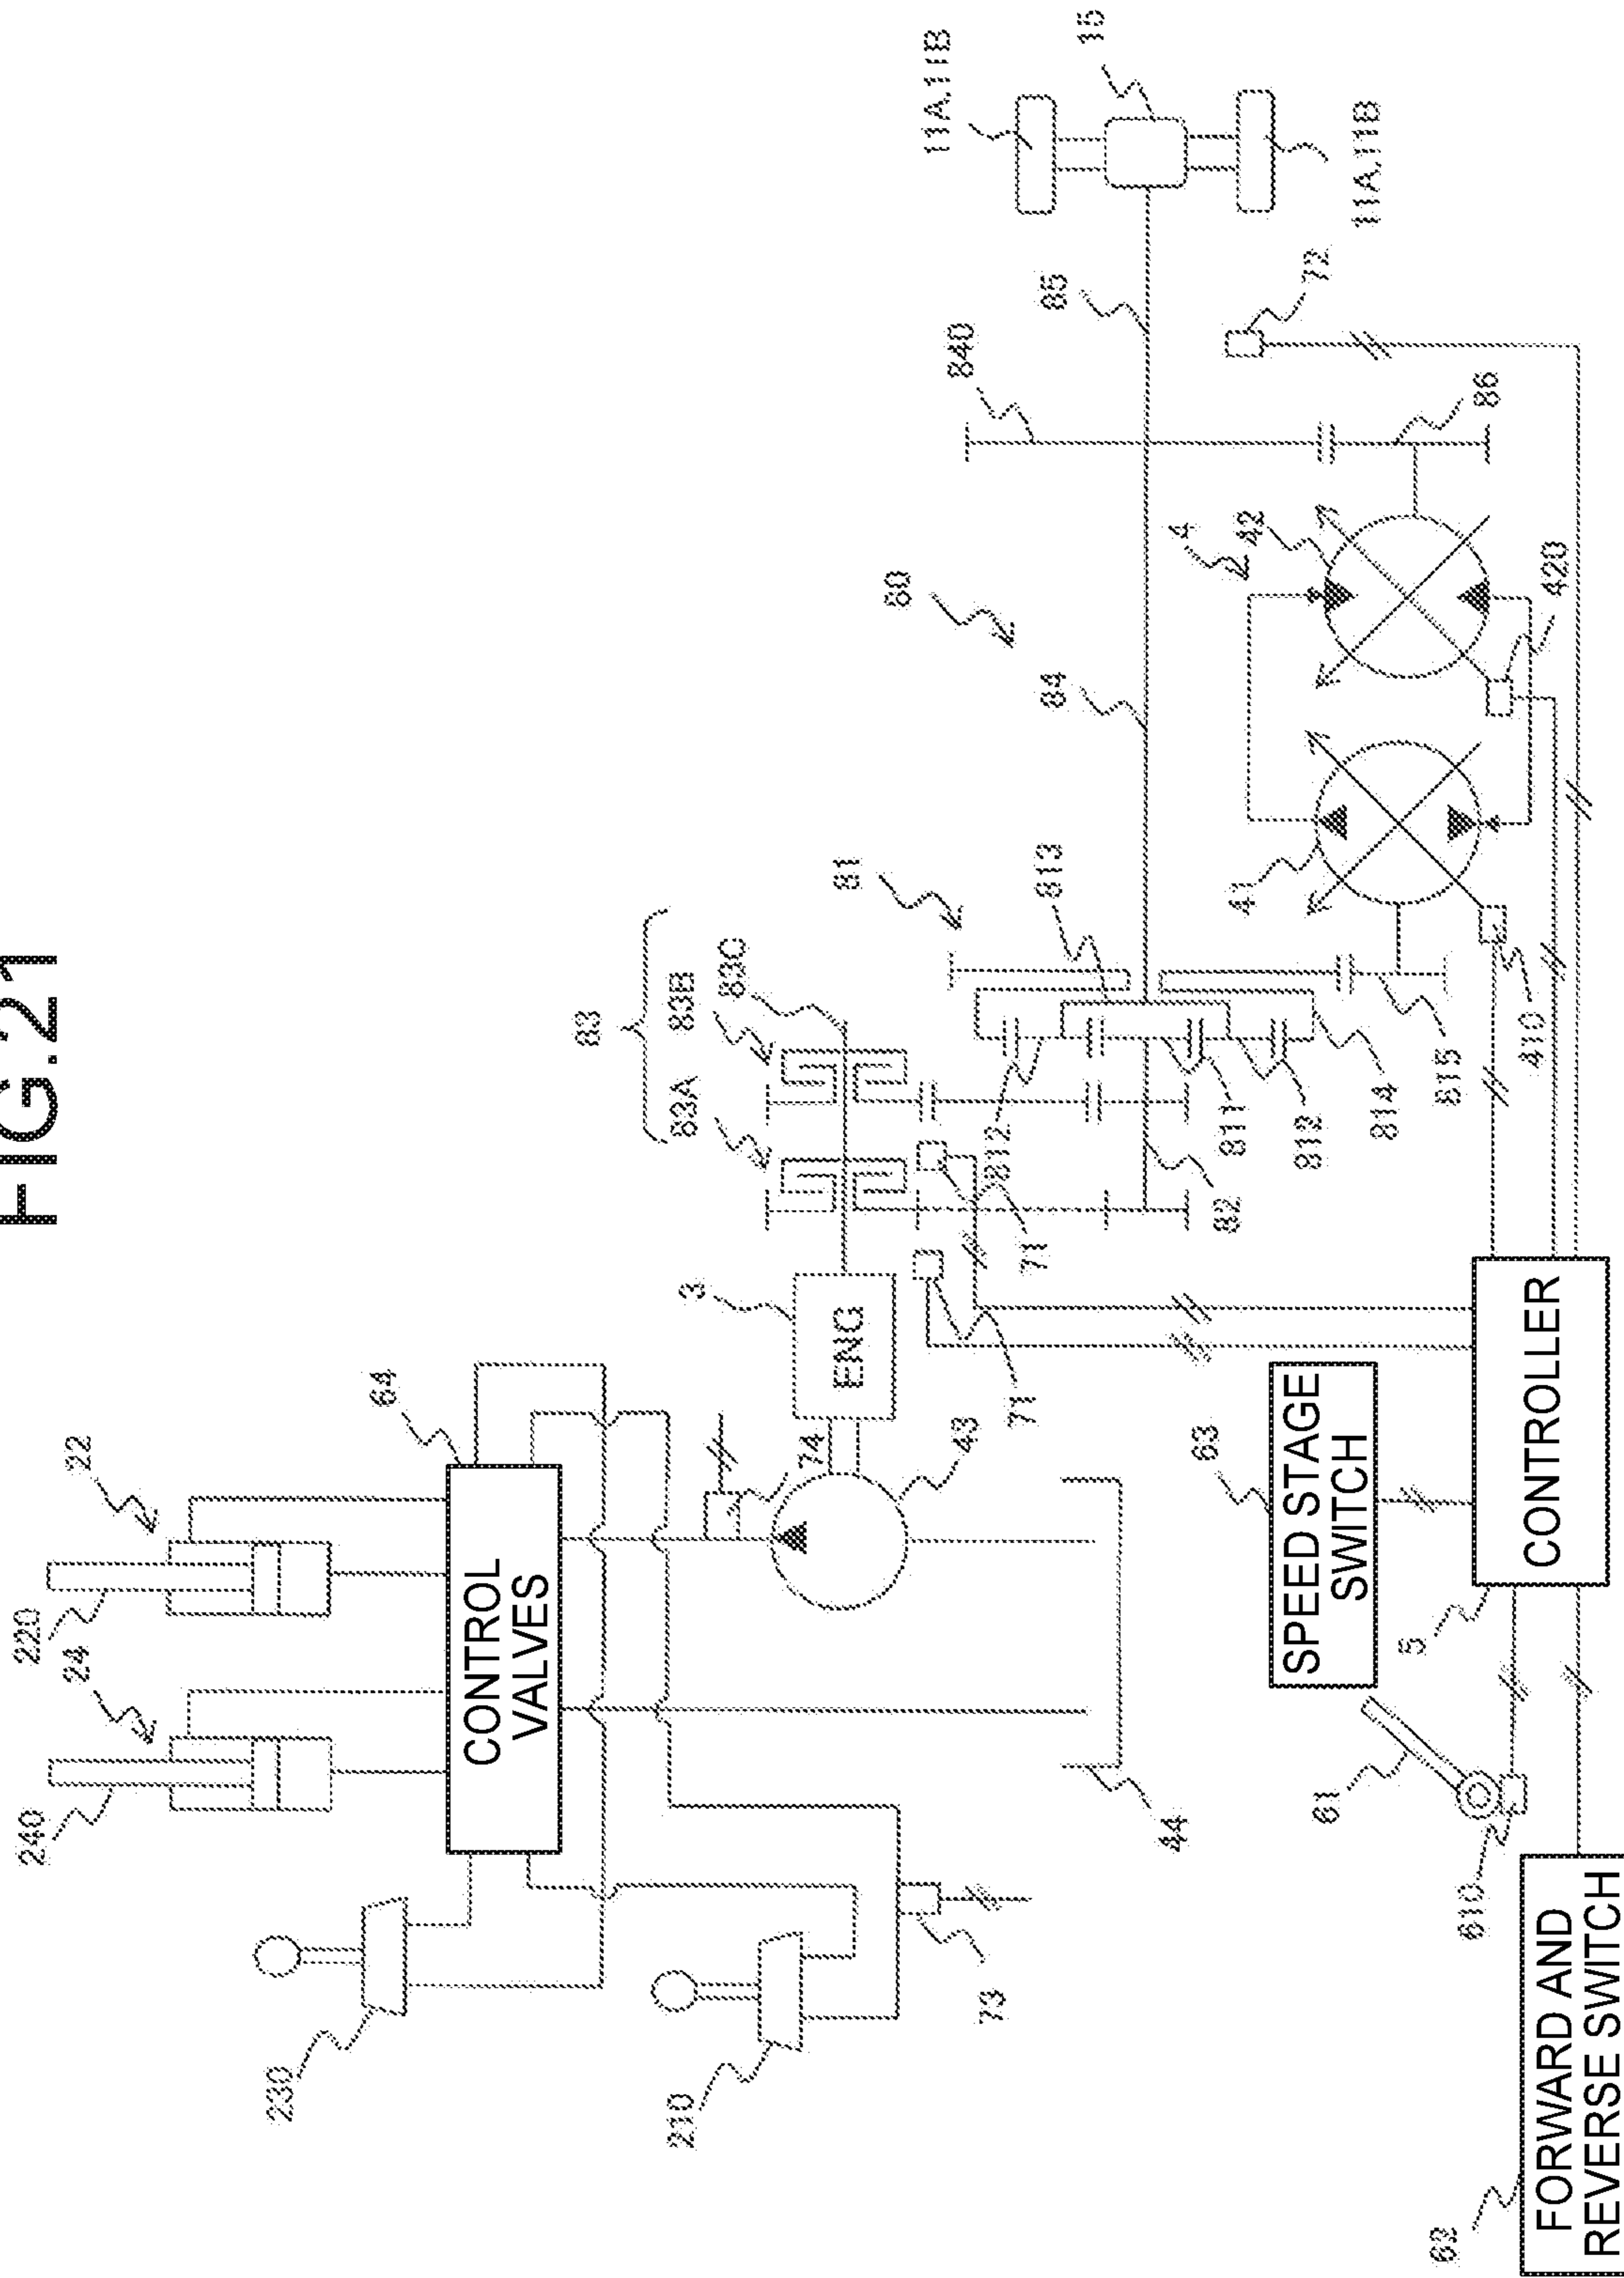 FIG.21
240
24
220
22
230
64
CONTROL
VALVES
210
83
83A
83B
83C
3
74
ENG
81
80
11A,11B
15
73
43
71
71
812
813
84
840
85
44
82
811
41
4
42
63
812
72
SPEED STAGE
SWITCH
61
814
11A,11B
62
610
5
815
410
420
86
CONTROLLER
FORWARD AND
REVERSE SWITCH